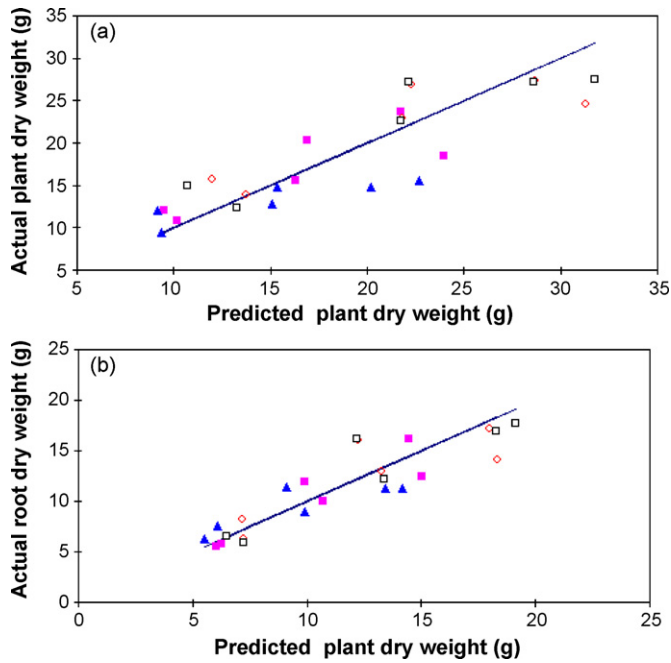 (a)
Actual plant dry weight (g)
35
30
25
20
15
10
5
5 10 15 20 25 30 35
Predicted plant dry weight (g)
(b)
Actual root dry weight (g)
25
20
15
10
5
0
0 5 10 15 20 25
Predicted plant dry weight (g)